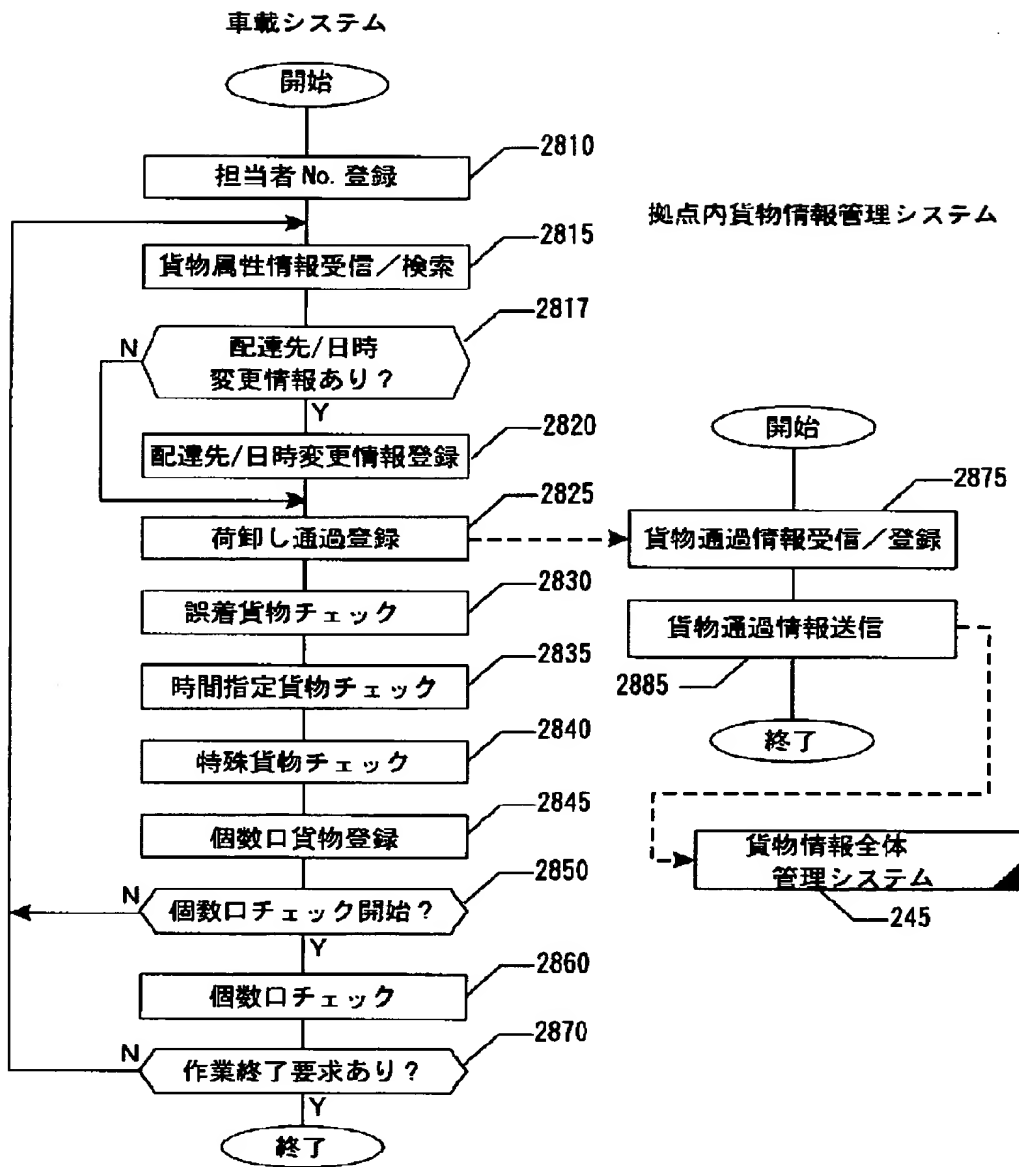 車載システム
開始
2810
担当者No.登録
拠点内貨物情報管理システム
2815
貨物属性情報受信／検索
2817
N
配達先/日時
変更情報あり？
Y
2820
配達先/日時変更情報登録
開始
2825
荷卸し通過登録
2875
貨物通過情報受信／登録
2830
誤着貨物チェック
貨物通過情報送信
2885
2835
時間指定貨物チェック
終了
2840
特殊貨物チェック
2845
個数口貨物登録
貨物情報全体
管理システム
245
2850
N
個数口チェック開始？
Y
2860
個数口チェック
2870
N
作業終了要求あり？
Y
終了